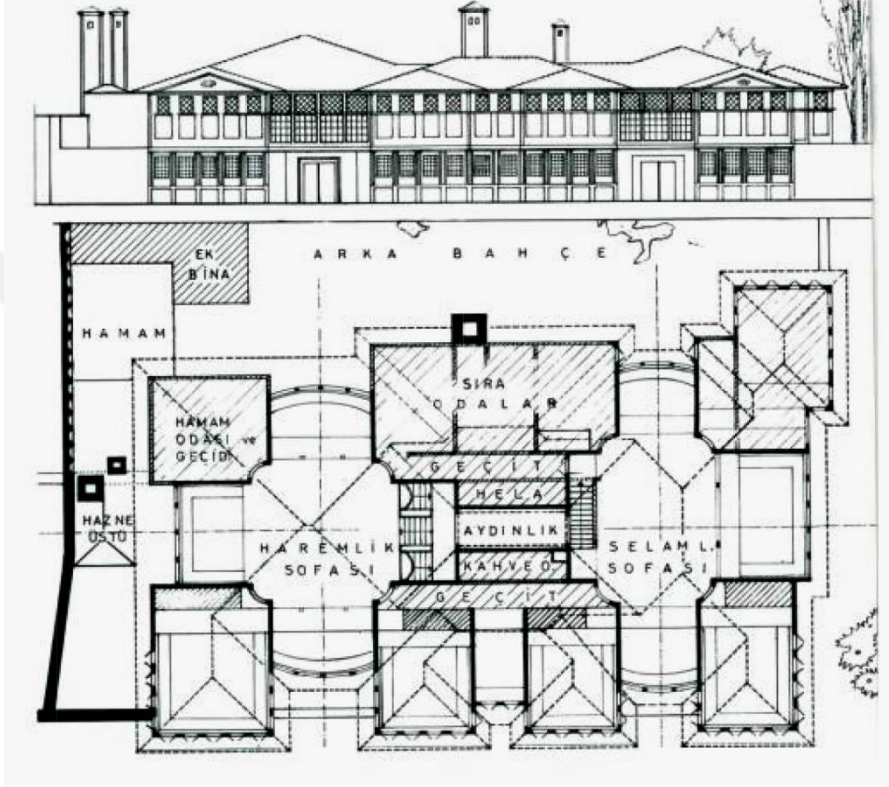 ARKA BAHÇE
EK
BİNA
HAMAM
SIRA
ODALAR
HAMAM
ODASI ve
GEÇİDİ
GEÇİT
HELA
HAZNE
ÜSTÜ
AYDINLIK
HAREMLİK
SOFASI
SELAML.
SOFASI
KAHVEO
GEÇİT